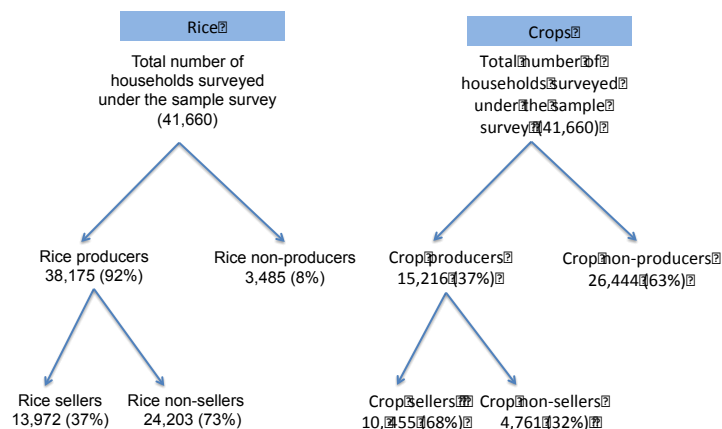 Rice
Total number of
households surveyed
under the sample survey
(41,660)
Rice producers
38,175 (92%)
Rice non-producers
3,485 (8%)
Rice sellers
13,972 (37%)
Rice non-sellers
24,203 (73%)
Crops
Total number of
households surveyed
under the sample
survey (41,660)
Crop producers
15,216 (37%)
Crop non-producers
26,444 (63%)
Crop sellers
10, 455 (68%)
Crop non-sellers
4,761 (32%)